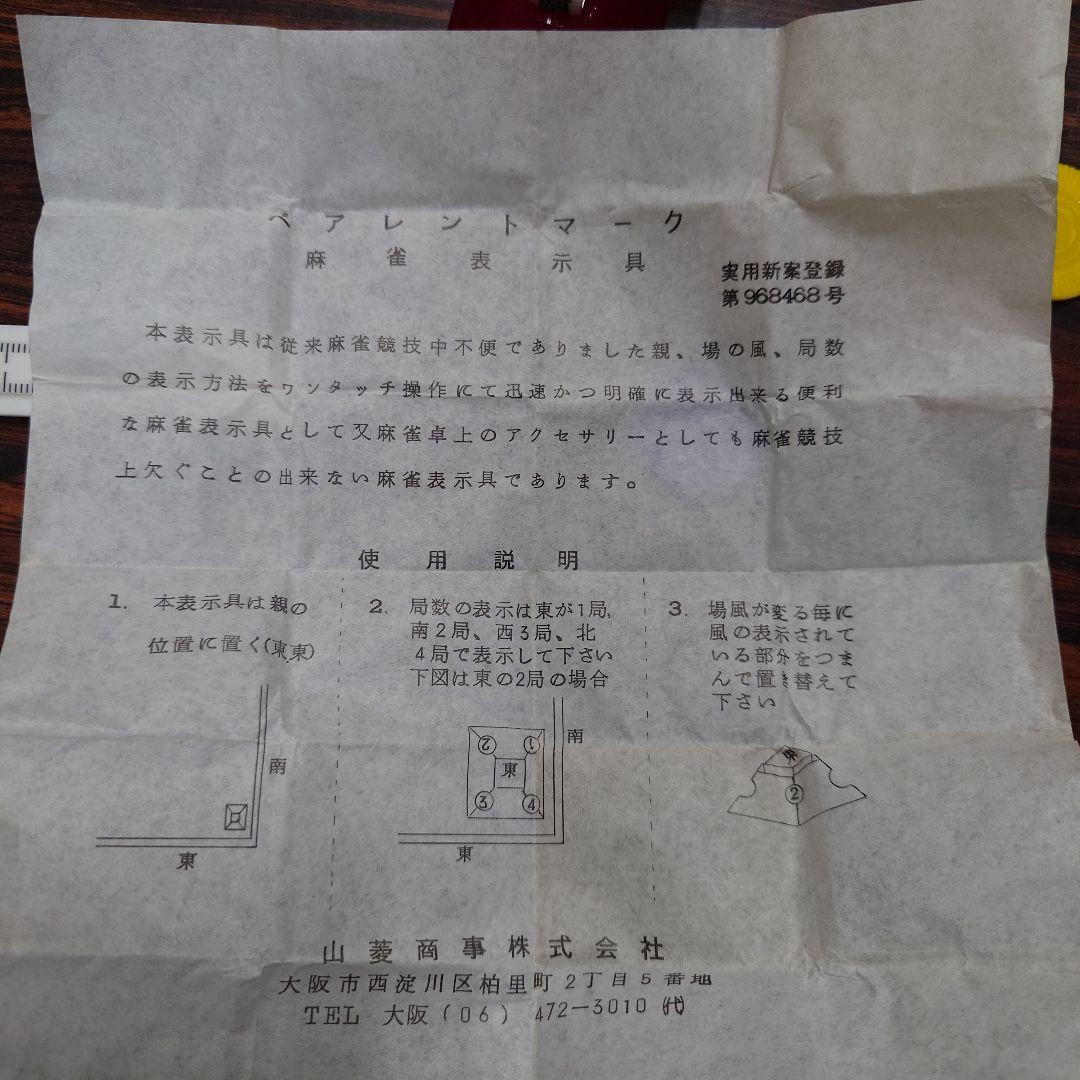 ペアレントマーク
麻雀表示具
実用新案登録
第968468号
本表示具は従来麻雀競技中不便でありました親、場の風、局数
の表示方法をワンタッチ操作にて迅速かつ明確に表示出来る便利
な麻雀表示具として又麻雀卓上のアクセサリーとしても麻雀競技
上欠ぐことの出来ない麻雀表示具であります。
使用説明
1. 本表示具は親の
位置に置く(東東)
南
東
2. 局数の表示は東が1局、
南2局、西3局、北
4局で表示して下さい
下図は東の2局の場合
② ①
東
③ ④
南
東
3. 場風が変る毎に
風の表示されて
いる部分をつま
んで置き替えて
下さい
東
②
山菱商事株式会社
大阪市西淀川区柏里町2丁目5番地
TEL 大阪(06) 472-3010 (代)